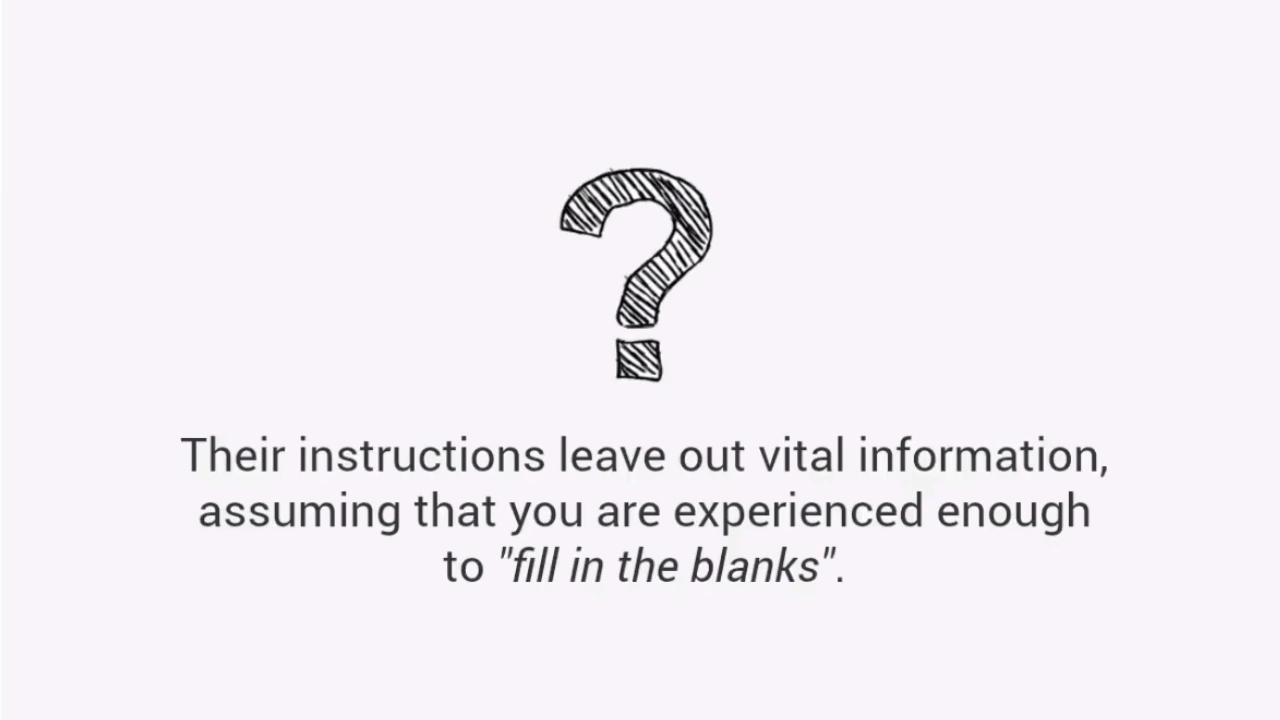 Their instructions leave out vital information,
assuming that you are experienced enough
to "fill in the blanks".